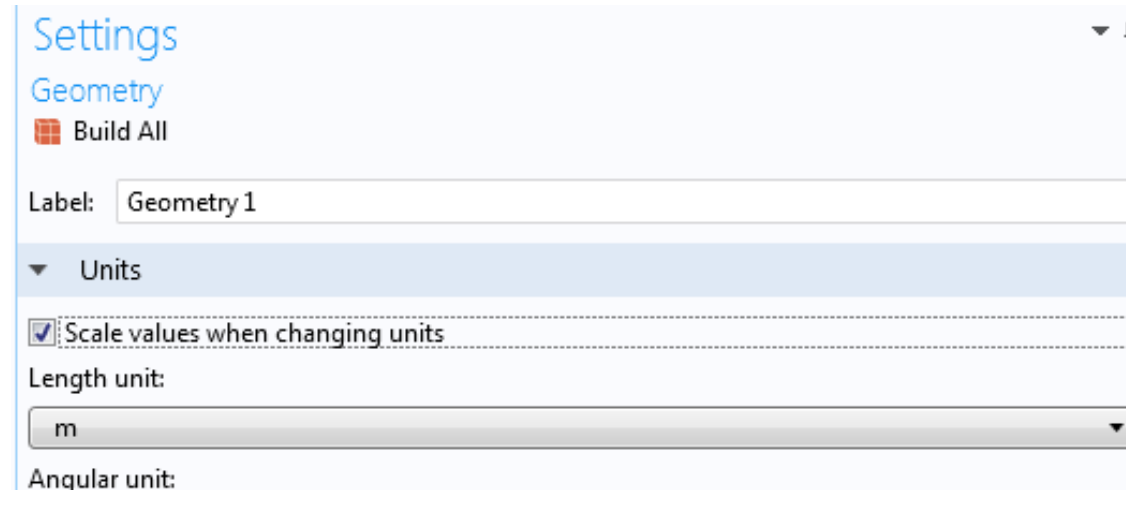 Settings
Geometry
Build All
Label: Geometry 1
Units
Scale values when changing units
Length unit:
m
Angular unit: